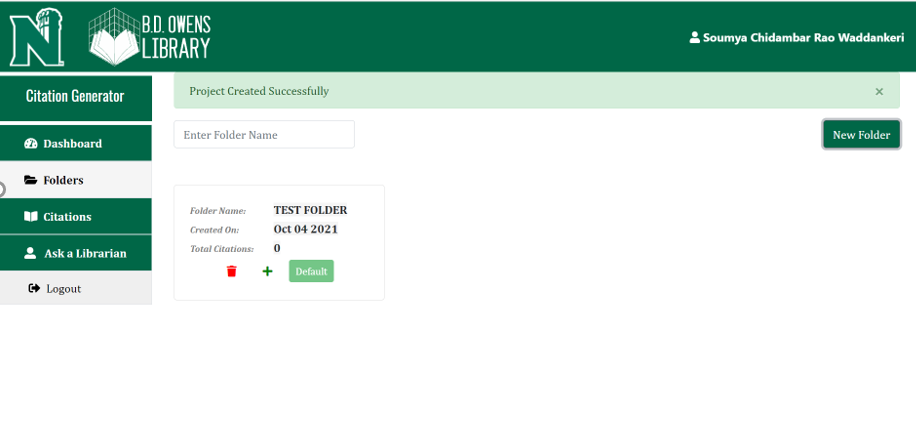 N
B.D. OWENS
LIBRARY
Soumya Chidambar Rao Waddankeri
Citation Generator
Project Created Successfully ×
Enter Folder Name
New Folder
Dashboard
Folders
Citations
Ask a Librarian
Logout
Folder Name: TEST FOLDER
Created On: Oct 04 2021
Total Citations: 0
Default